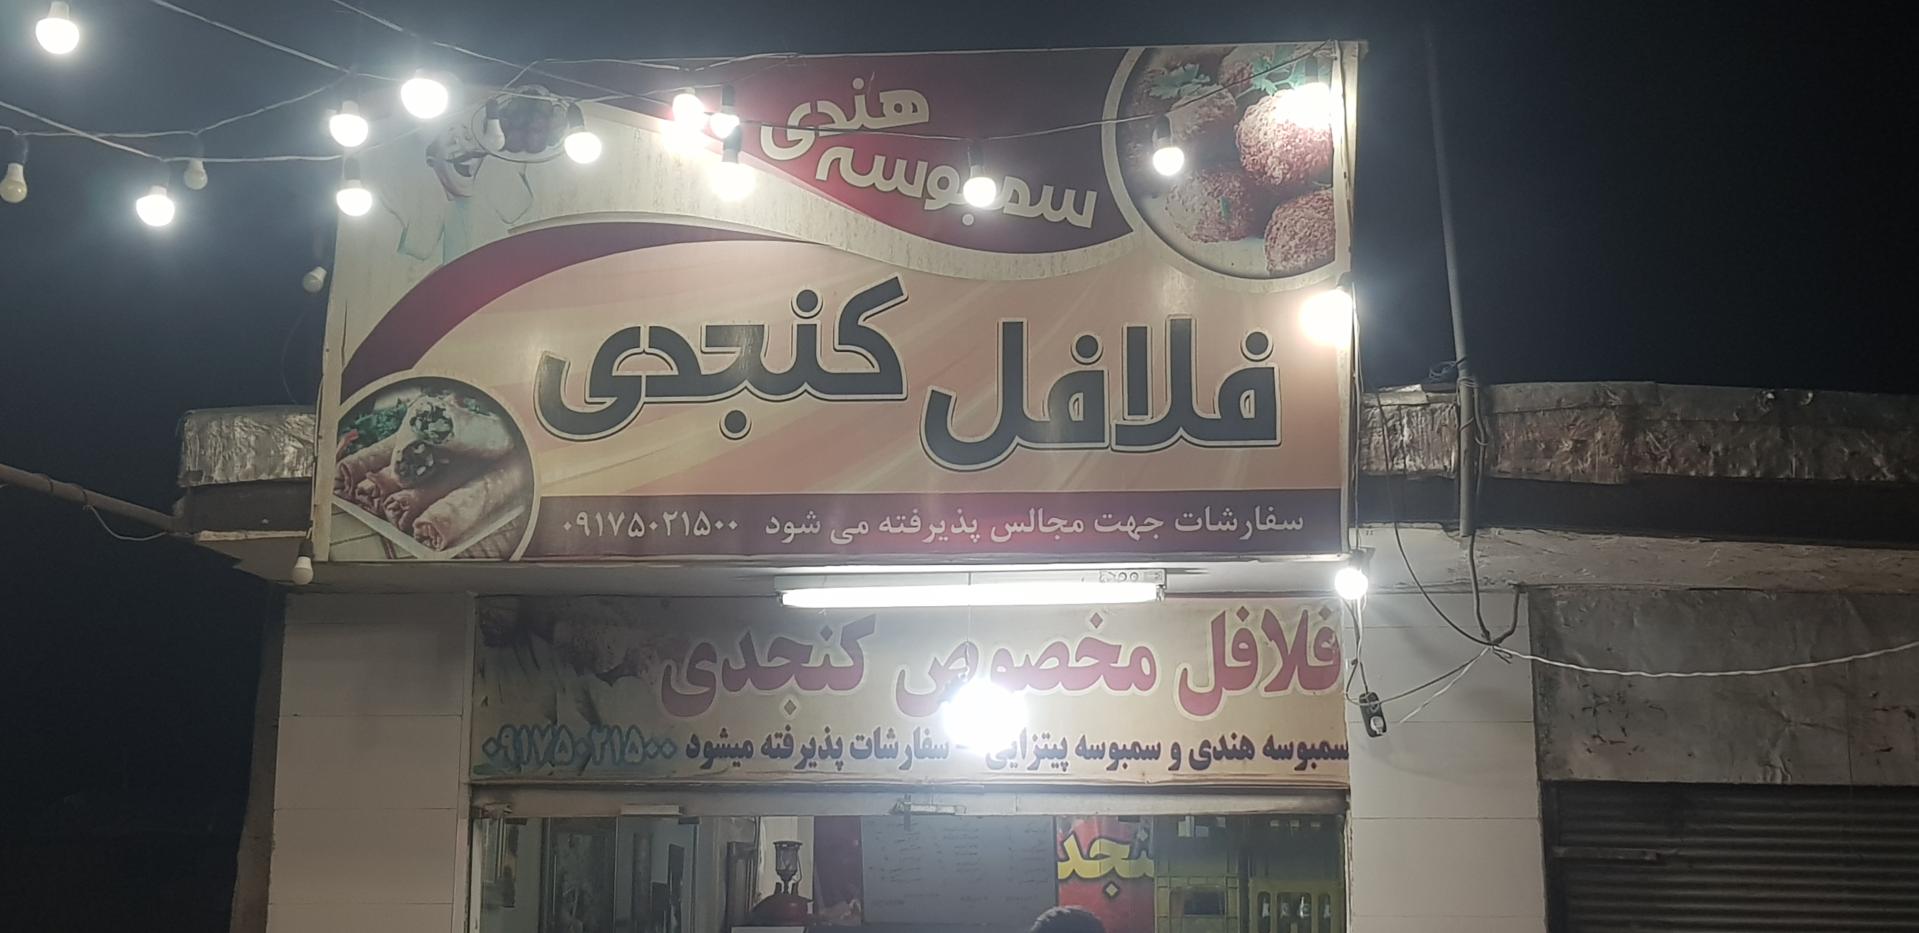 سمبوسه هندی
فلافل کنجدی
سفارشات جهت مجالس پذیرفته می شود ۰۹۱۷۵۰۲۱۵۰۰
فلافل مخصوص کنجدی
سمبوسه هندی و سمبوسه پیتزایی - سفارشات پذیرفته میشود ۰۹۱۷۵۰۲۱۵۰۰